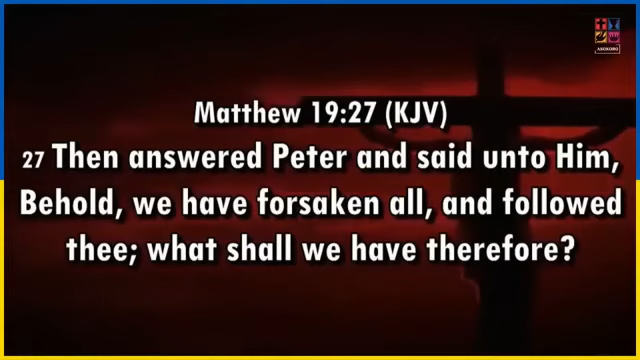 ASOKORO
Matthew 19:27 (KJV)
27 Then answered Peter and said unto Him,
Behold, we have forsaken all, and followed
thee; what shall we have therefore?